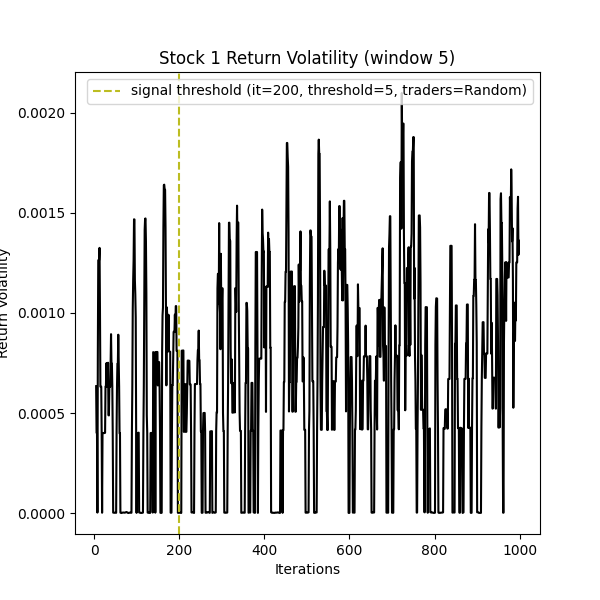 Stock 1 Return Volatility (window 5)
signal threshold (it=200, threshold=5, traders=Random)
Return Volatility
0.0020
0.0015
0.0010
0.0005
0.0000
0 200 400 600 800 1000
Iterations